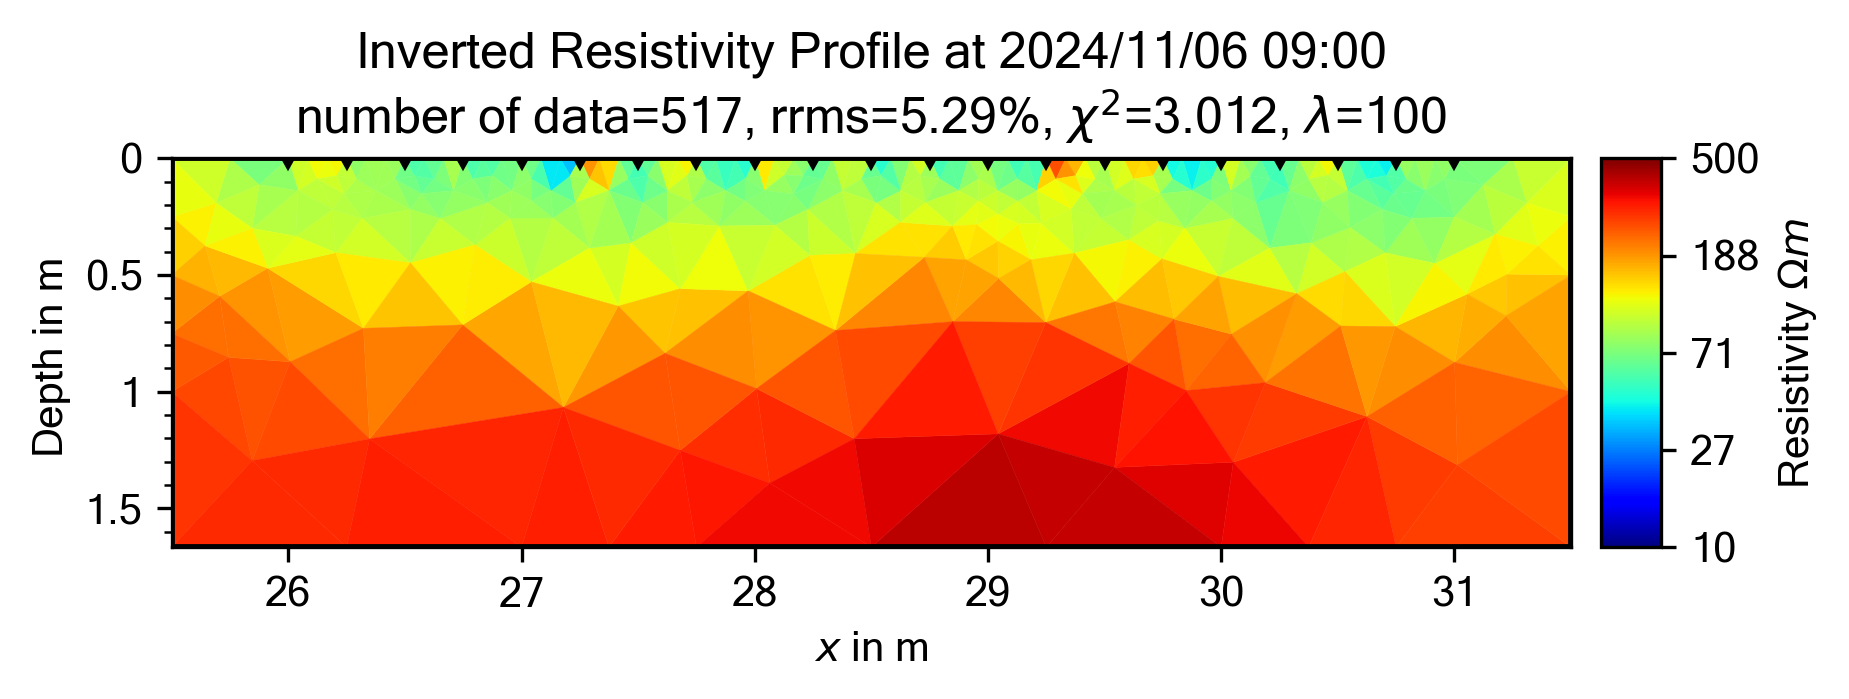 Inverted Resistivity Profile at 2024/11/06 09:00
number of data=517, rrms=5.29%, χ²=3.012, λ=100
0
0.5
1
1.5
Depth in m
26 27 28 29 30 31
x in m
500
188
71
27
10
Resistivity Ωm